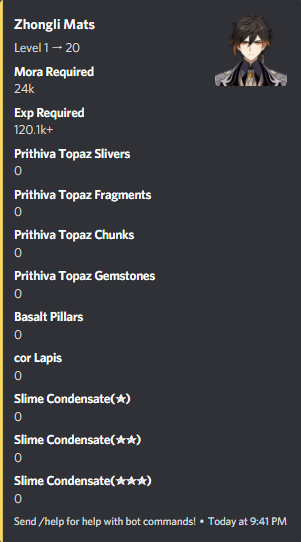 Zhongli Mats
Level 1 → 20
Mora Required
24k
Exp Required
120.1k+
Prithiva Topaz Slivers
0
Prithiva Topaz Fragments
0
Prithiva Topaz Chunks
0
Prithiva Topaz Gemstones
0
Basalt Pillars
0
cor Lapis
0
Slime Condensate(★)
0
Slime Condensate(★★)
0
Slime Condensate(★★★)
0
Send /help for help with bot commands! • Today at 9:41 PM